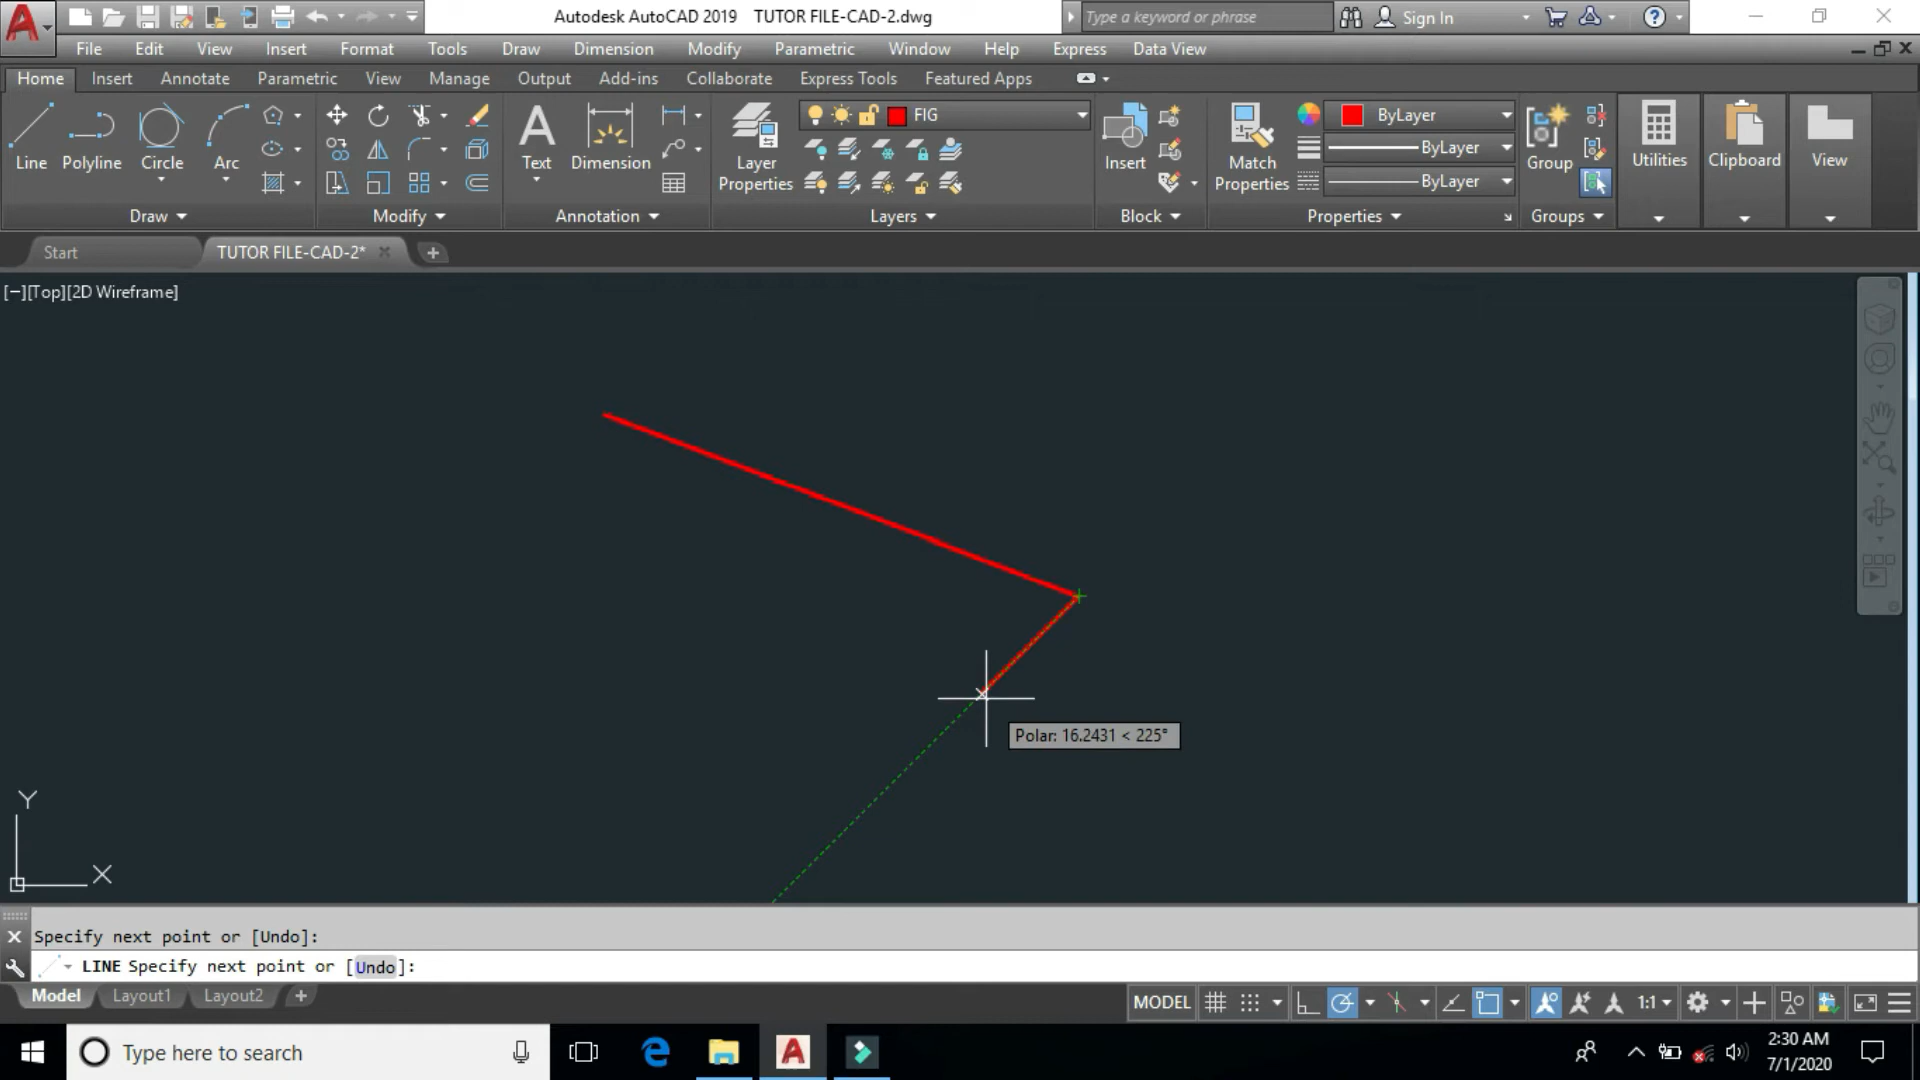 Autodesk AutoCAD 2019 TUTOR FILE-CAD-2.dwg
Type a keyword or phrase
Sign In
File Edit View Insert Format Tools Draw Dimension Modify Parametric Window Help Express Data View
Home Insert Annotate Parametric View Manage Output Add-ins Collaborate Express Tools Featured Apps
FIG
ByLayer
Line Polyline Circle Arc
Text Dimension
Layer
Properties
Insert
Match
Properties
ByLayer
ByLayer
Group
Utilities Clipboard View
Draw Modify Annotation Layers Block Properties Groups
Start TUTOR FILE-CAD-2*
[−][Top][2D Wireframe]
Polar: 16.2431 < 225°
Y
X
Specify next point or [Undo]:
LINE Specify next point or [Undo]:
Model Layout1 Layout2
MODEL 1:1
Type here to search
2:30 AM
7/1/2020